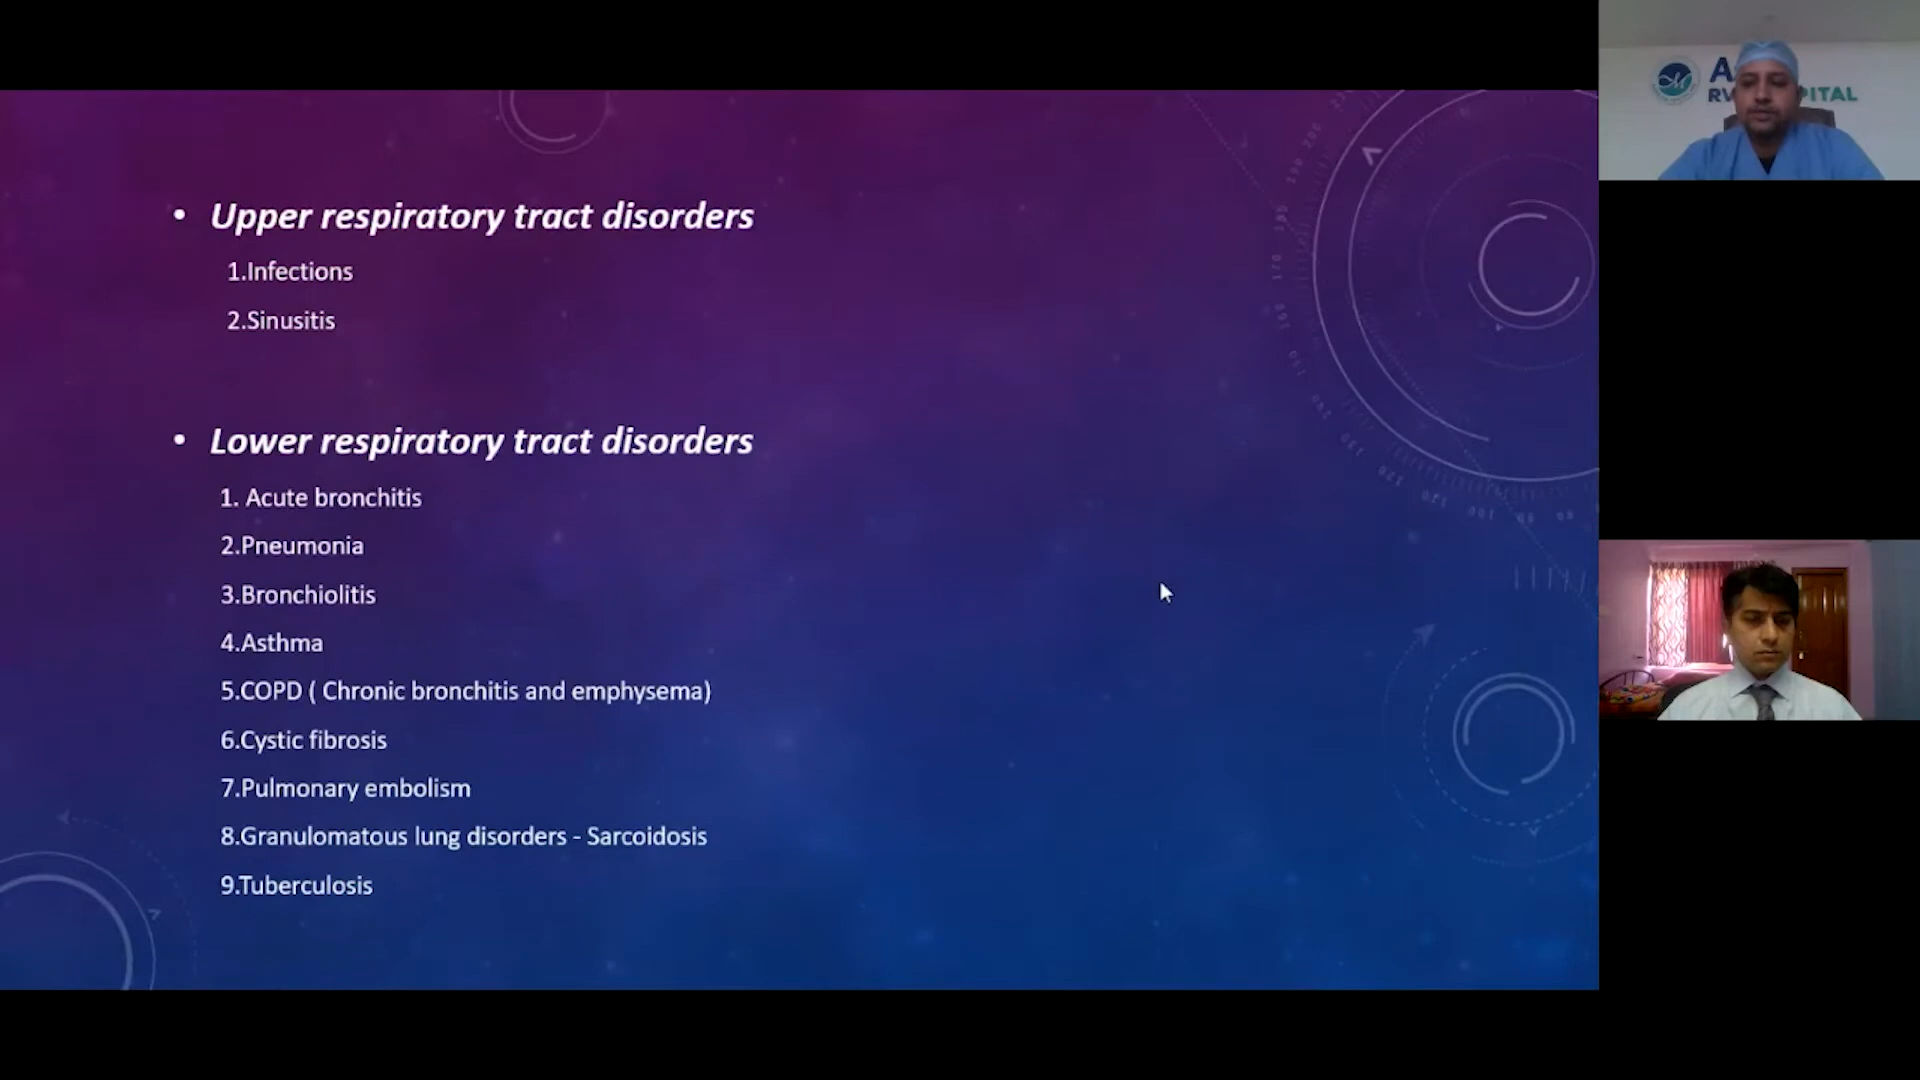 • Upper respiratory tract disorders
1.Infections
2.Sinusitis
• Lower respiratory tract disorders
1. Acute bronchitis
2.Pneumonia
3.Bronchiolitis
4.Asthma
5.COPD ( Chronic bronchitis and emphysema)
6.Cystic fibrosis
7.Pulmonary embolism
8.Granulomatous lung disorders - Sarcoidosis
9.Tuberculosis